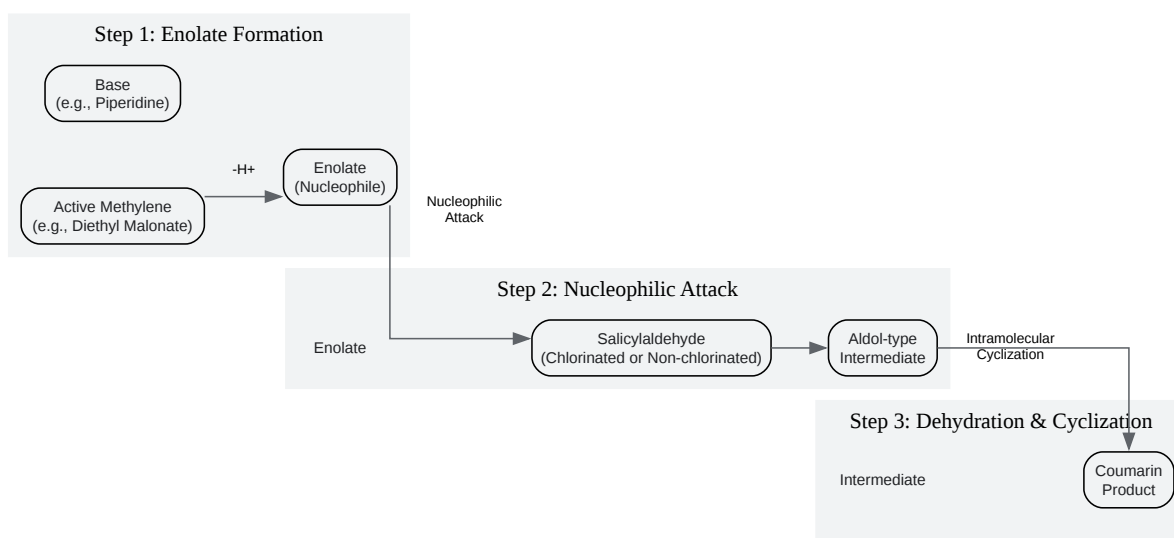 Step 1: Enolate Formation
Base
(e.g., Piperidine)
-H+
Enolate
(Nucleophile)
Active Methylene
(e.g., Diethyl Malonate)
Nucleophilic
Attack
Step 2: Nucleophilic Attack
Enolate
Salicylaldehyde
(Chlorinated or Non-chlorinated)
Aldol-type
Intermediate
Intramolecular
Cyclization
Step 3: Dehydration & Cyclization
Intermediate
Coumarin
Product